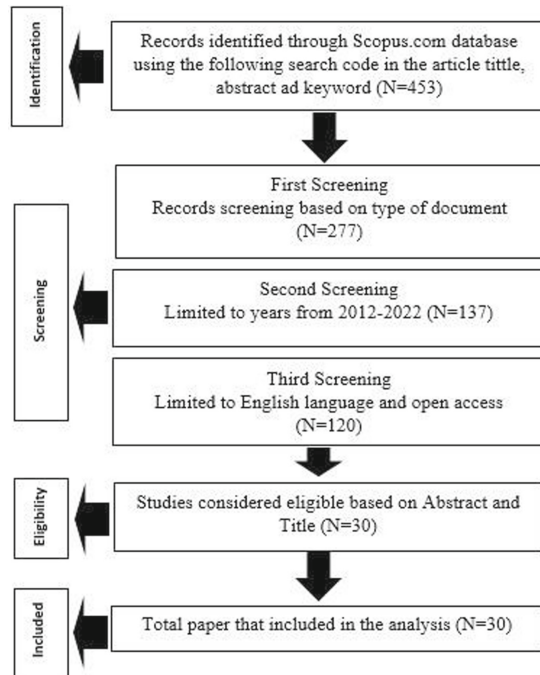 Identification
Records identified through Scopus.com database
using the following search code in the article tittle,
abstract ad keyword (N=453)
Screening
First Screening
Records screening based on type of document
(N=277)
Second Screening
Limited to years from 2012-2022 (N=137)
Third Screening
Limited to English language and open access
(N=120)
Eligibility
Studies considered eligible based on Abstract and
Title (N=30)
Included
Total paper that included in the analysis (N=30)